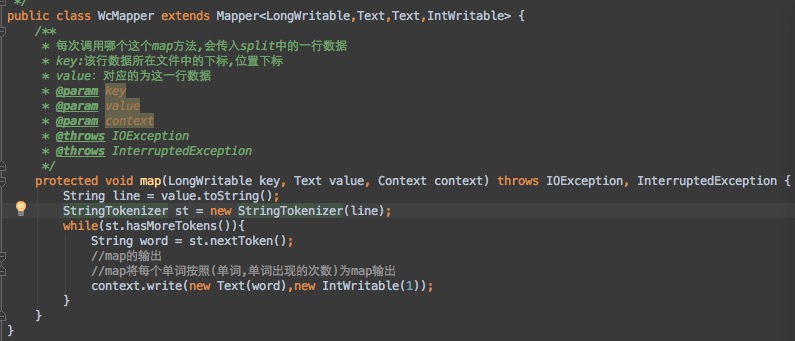 */
public class WcMapper extends Mapper<LongWritable,Text,Text,IntWritable> {
/**
* 每次调用哪个这个map方法,会传入split中的一行数据
* key:该行数据所在文件中的下标,位置下标
* value: 对应的为这一行数据
* @param key
* @param value
* @param context
* @throws IOException
* @throws InterruptedException
*/
protected void map(LongWritable key, Text value, Context context) throws IOException, InterruptedException {
String line = value.toString();
StringTokenizer st = new StringTokenizer(line);
while(st.hasMoreTokens()){
String word = st.nextToken();
//map的输出
//map将每个单词按照(单词,单词出现的次数)为map输出
context.write(new Text(word),new IntWritable(1));
}
}
}